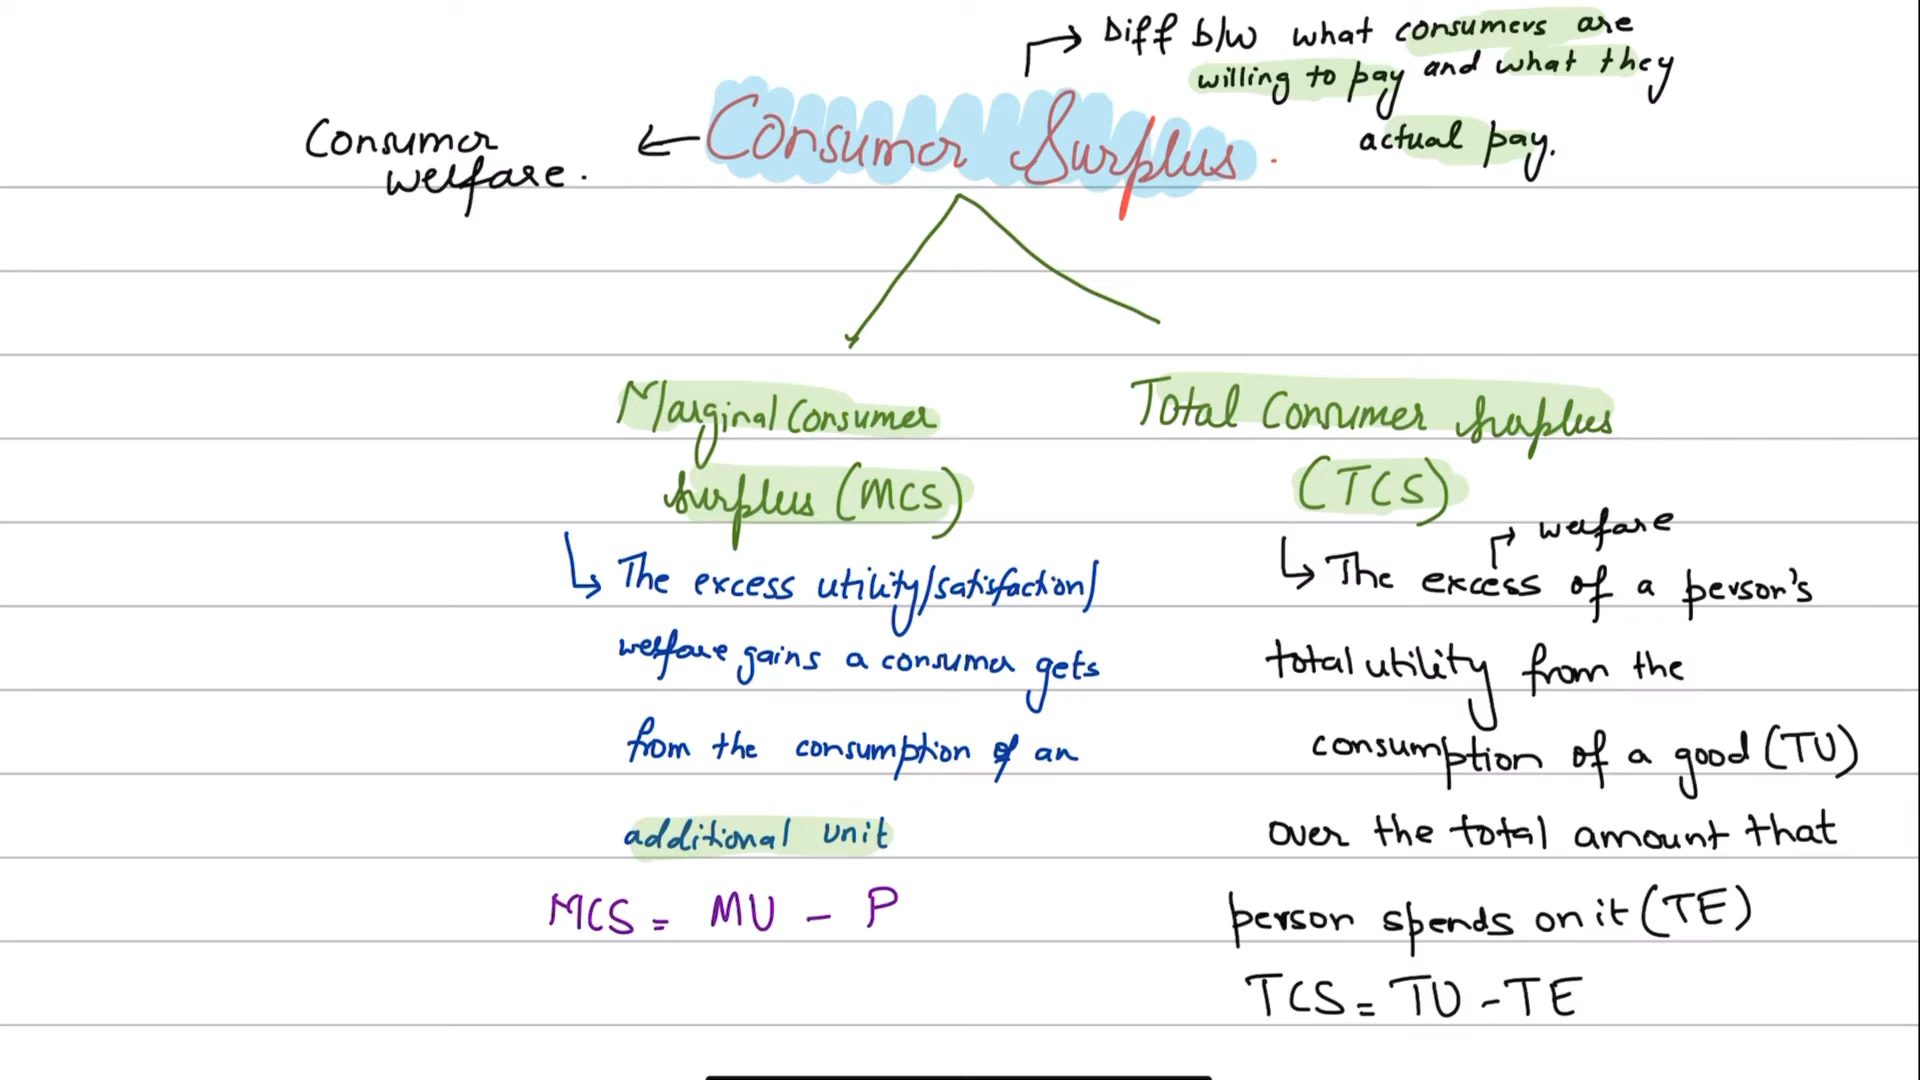 Diff b/w what consumers are
willing to pay and what they
actual pay.
Consumer
welfare.
Consumer Surplus.
Marginal Consumer
surplus (MCS)
The excess utility/satisfaction/
welfare gains a consumer gets
from the consumption of an
additional unit
MCS = MU - P
Total Consumer surplus
(TCS)
welfare
The excess of a person's
total utility from the
consumption of a good (TU)
over the total amount that
person spends on it (TE)
TCS = TU - TE